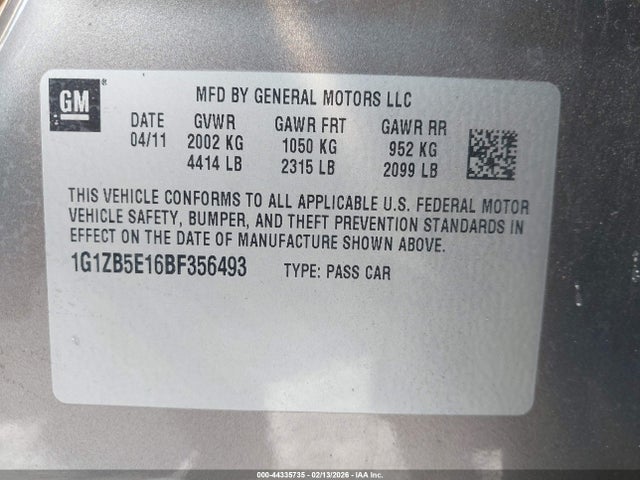 GM
MFD BY GENERAL MOTORS LLC
DATE GVWR GAWR FRT GAWR RR
04/11 2002 KG 1050 KG 952 KG
4414 LB 2315 LB 2099 LB
THIS VEHICLE CONFORMS TO ALL APPLICABLE U.S. FEDERAL MOTOR
VEHICLE SAFETY, BUMPER, AND THEFT PREVENTION STANDARDS IN
EFFECT ON THE DATE OF MANUFACTURE SHOWN ABOVE.
1G1ZB5E16BF356493 TYPE: PASS CAR
000-44335735 - 02/13/2026 - IAA Inc.